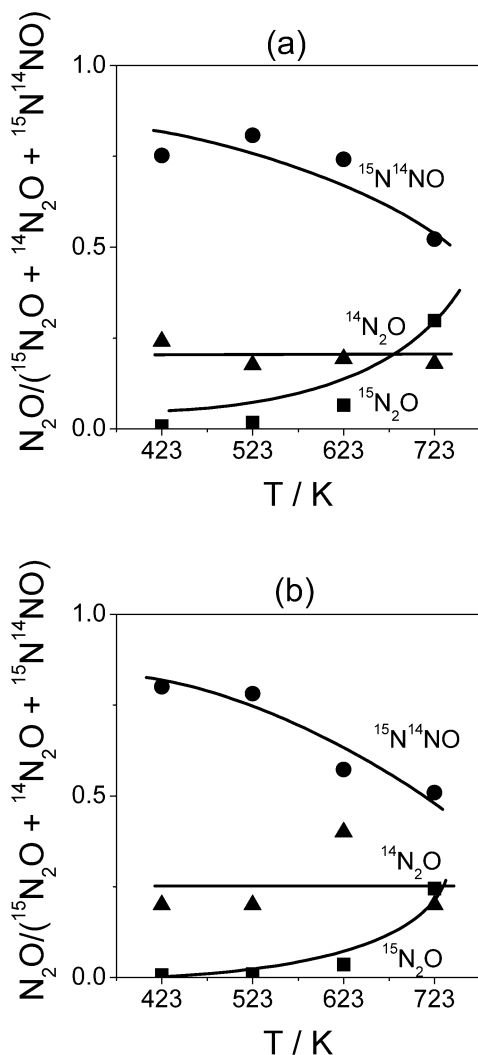 (a)
N₂O/(¹⁵N₂O + ¹⁴N₂O + ¹⁵N¹⁴NO)
1.0
0.5
0.0
¹⁵N¹⁴NO
¹⁴N₂O
¹⁵N₂O
423 523 623 723
T / K
(b)
N₂O/(¹⁵N₂O + ¹⁴N₂O + ¹⁵N¹⁴NO)
1.0
0.5
0.0
¹⁵N¹⁴NO
¹⁴N₂O
¹⁵N₂O
423 523 623 723
T / K